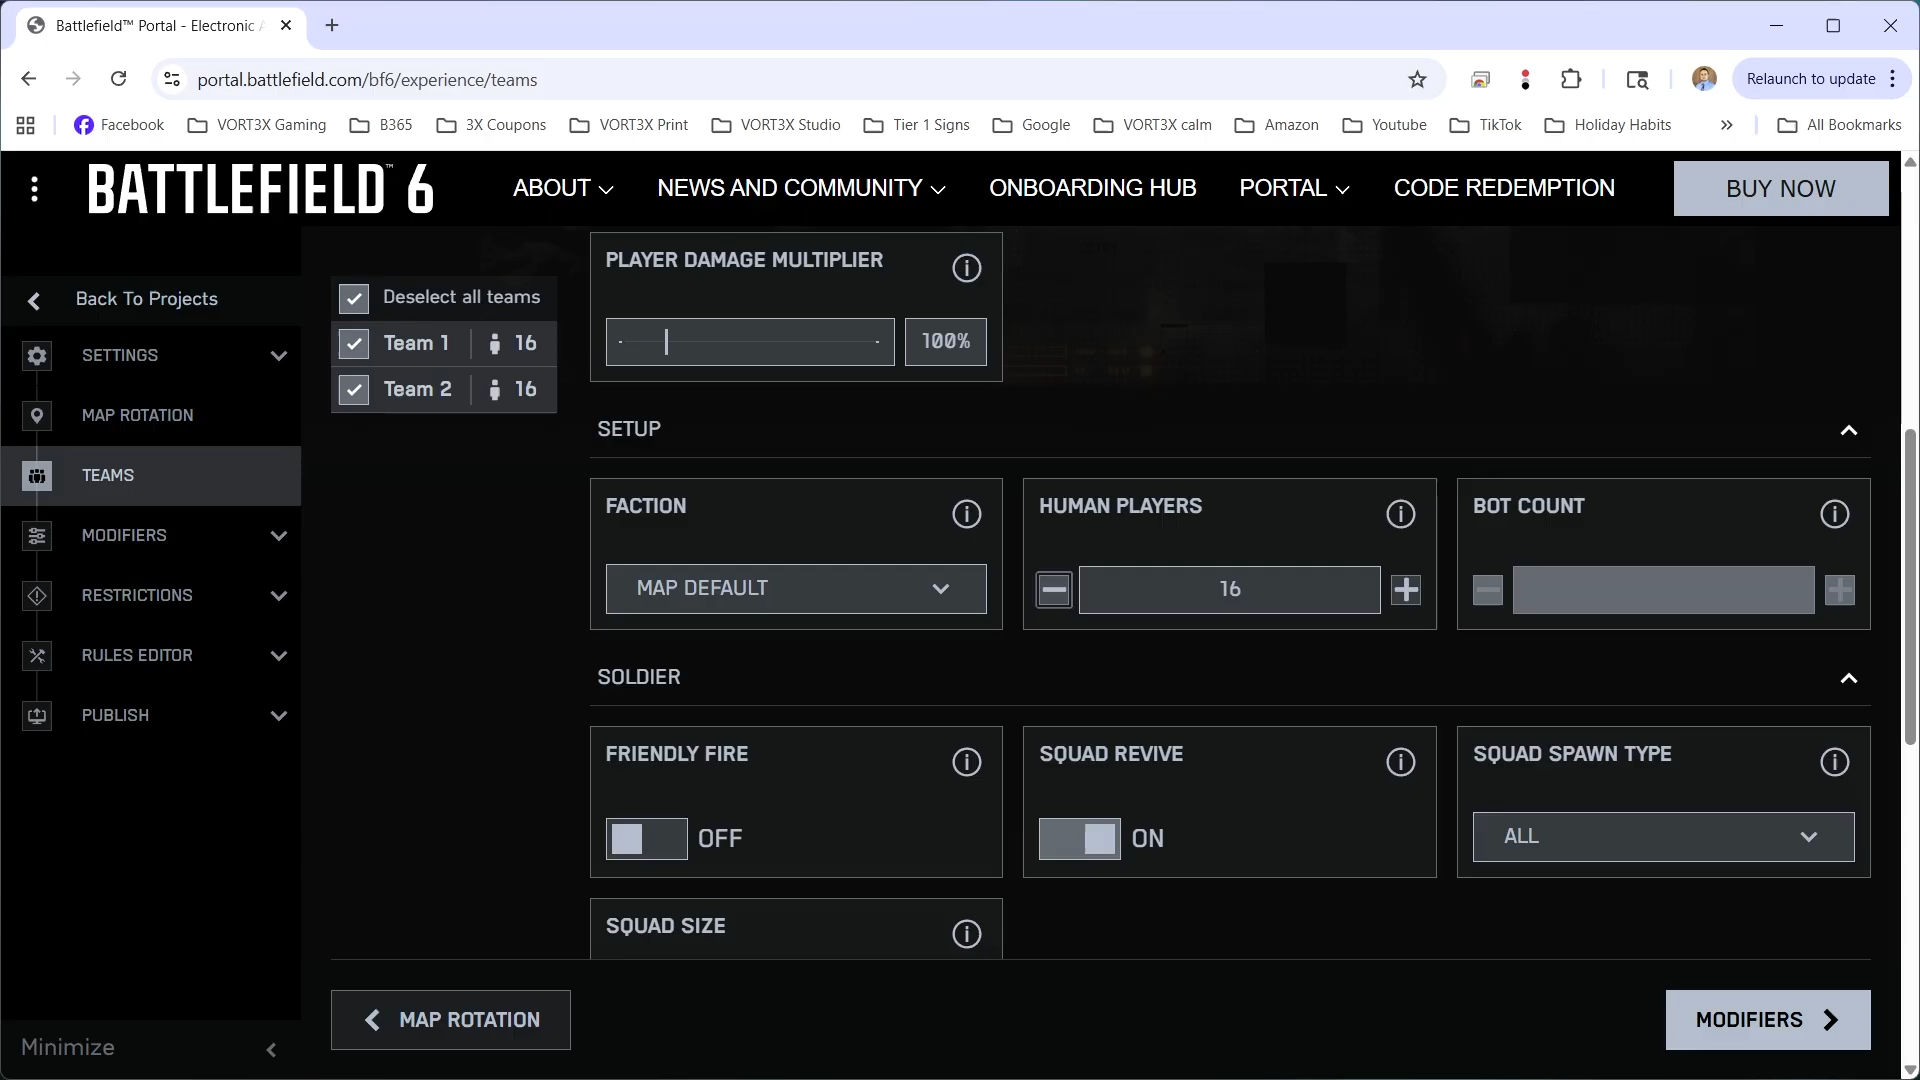 Battlefield™ Portal - Electronic A
portal.battlefield.com/bf6/experience/teams
Relaunch to update
Facebook
VORT3X Gaming
B365
3X Coupons
VORT3X Print
VORT3X Studio
Tier 1 Signs
Google
VORT3X calm
Amazon
Youtube
TikTok
Holiday Habits
All Bookmarks
BATTLEFIELD™ 6
ABOUT
NEWS AND COMMUNITY
ONBOARDING HUB
PORTAL
CODE REDEMPTION
BUY NOW
Back To Projects
SETTINGS
MAP ROTATION
TEAMS
MODIFIERS
RESTRICTIONS
RULES EDITOR
PUBLISH
Minimize
Deselect all teams
Team 1 16
Team 2 16
PLAYER DAMAGE MULTIPLIER
100%
SETUP
FACTION
MAP DEFAULT
HUMAN PLAYERS
16
BOT COUNT
SOLDIER
FRIENDLY FIRE
OFF
SQUAD REVIVE
ON
SQUAD SPAWN TYPE
ALL
SQUAD SIZE
MAP ROTATION
MODIFIERS